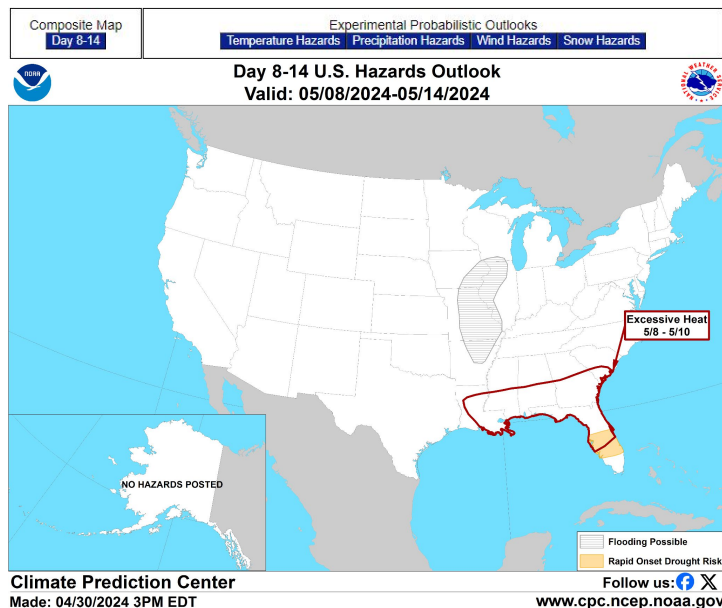 Composite Map
Day 8-14
Experimental Probabilistic Outlooks
Temperature Hazards Precipitation Hazards Wind Hazards Snow Hazards
NOAA
Day 8-14 U.S. Hazards Outlook
Valid: 05/08/2024-05/14/2024
NATIONAL WEATHER SERVICE
Excessive Heat
5/8 - 5/10
NO HAZARDS POSTED
Flooding Possible
Rapid Onset Drought Risk
Climate Prediction Center
Follow us:
Made: 04/30/2024 3PM EDT
www.cpc.ncep.noaa.gov